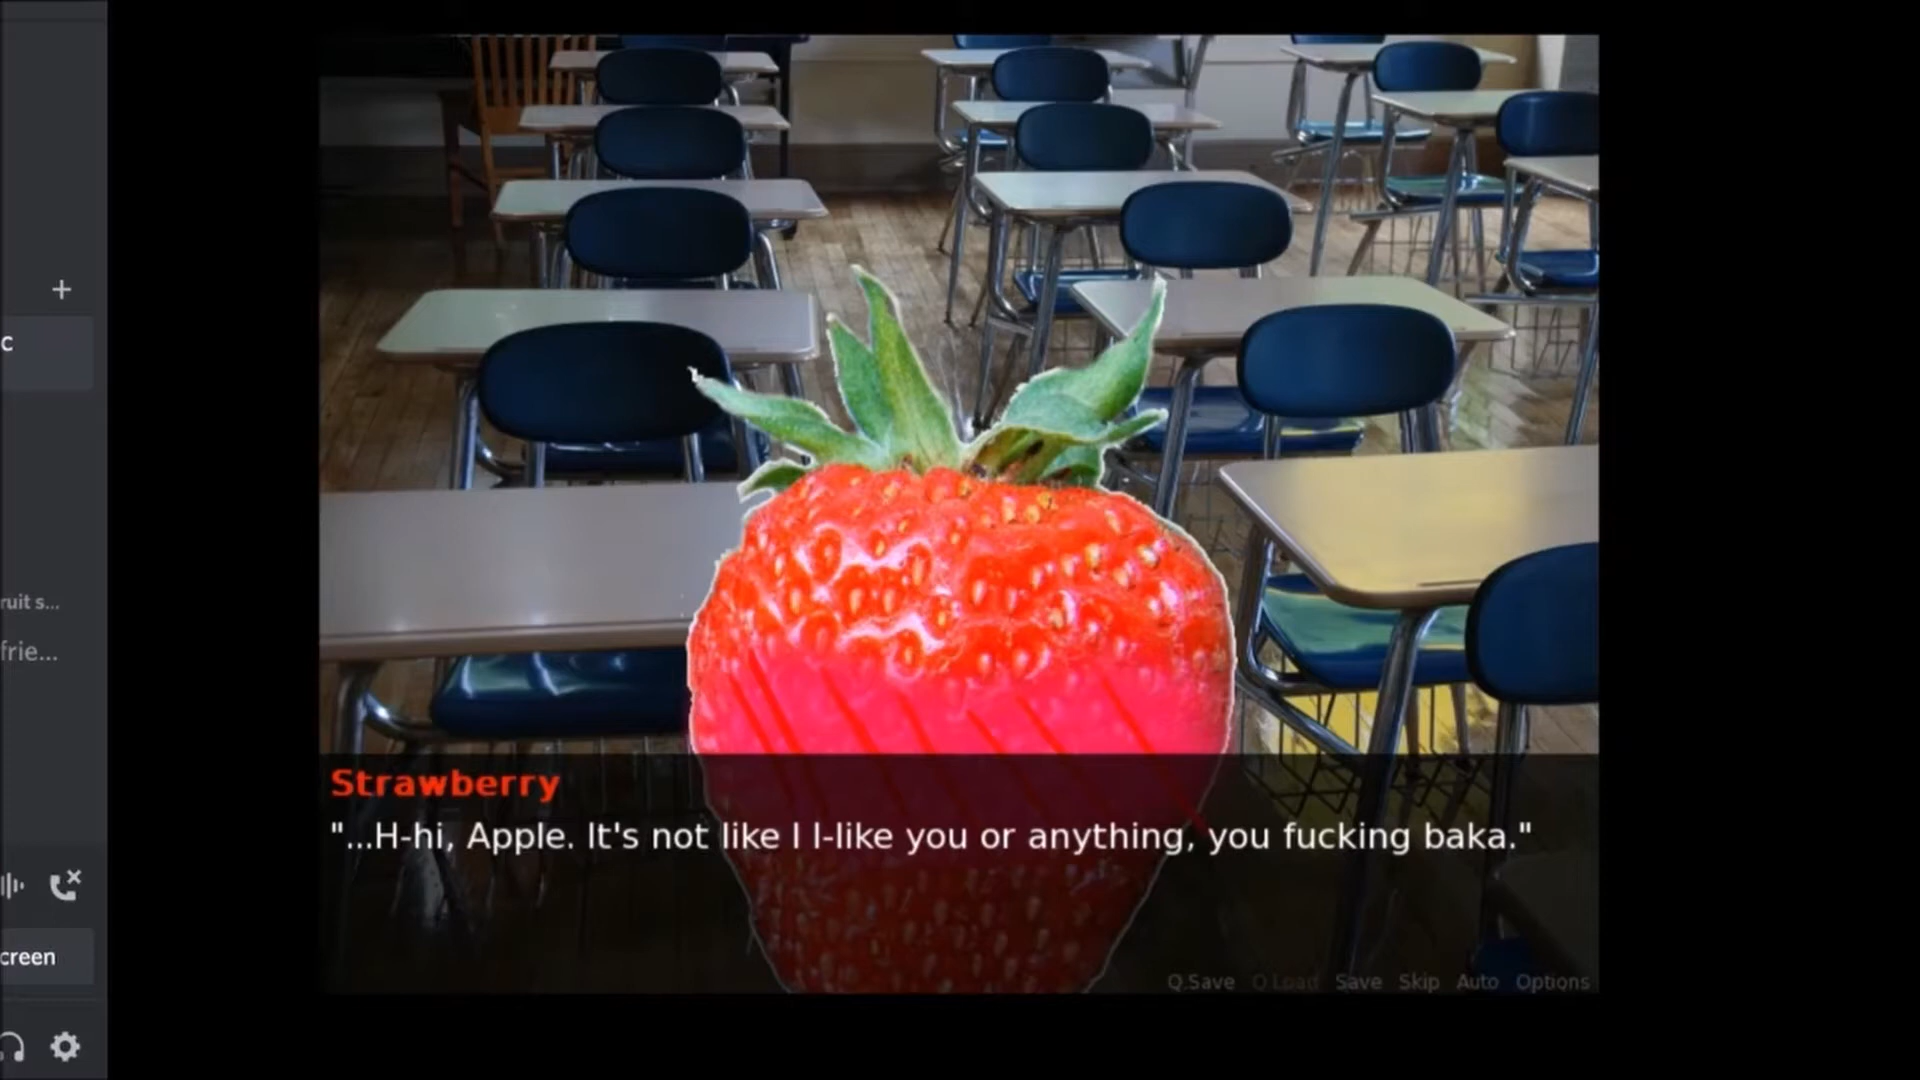 c
ruit s...
frie...
creen
Strawberry
"...H-hi, Apple. It's not like I l-like you or anything, you fucking baka."
Q.Save Q.Load Save Skip Auto Options